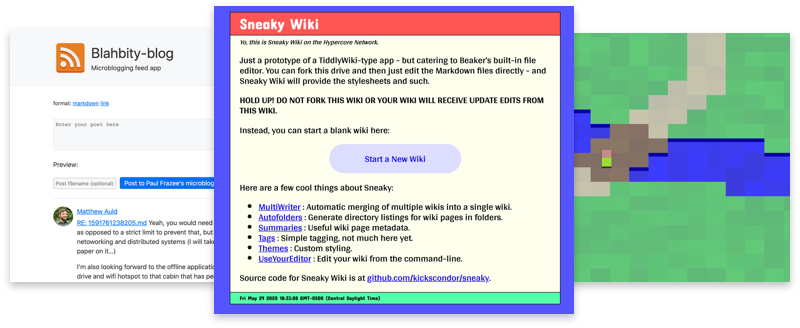 Blahbity-blog
Microblogging feed app
format: markdown link
Enter your post here
Preview:
Post filename (optional)
Post to Paul Frazee's microblog
Matthew Auld
RE: 1591761238205.md Yeah, you would need
as opposed to a strict limit to prevent that, but
netoworking and distributed systems (I will take
paper on it...)
I'm also looking forward to the offline application
drive and wifi hotspot to that cabin that has pe
Sneaky Wiki
Yo, this is Sneaky Wiki on the Hypercore Network.
Just a prototype of a TiddlyWiki-type app - but catering to Beaker's built-in file
editor. You can fork this drive and then just edit the Markdown files directly - and
Sneaky Wiki will provide the stylesheets and such.
HOLD UP! DO NOT FORK THIS WIKI OR YOUR WIKI WILL RECEIVE UPDATE EDITS FROM
THIS WIKI.
Instead, you can start a blank wiki here:
Start a New Wiki
Here are a few cool things about Sneaky:
MultiWriter : Automatic merging of multiple wikis into a single wiki.
Autofolders : Generate directory listings for wiki pages in folders.
Summaries : Useful wiki page metadata.
Tags : Simple tagging, not much here yet.
Themes : Custom styling.
UseYourEditor : Edit your wiki from the command-line.
Source code for Sneaky Wiki is at github.com/kickscondor/sneaky.
Fri May 29 2020 16:33:08 GMT-0500 (Central Daylight Time)